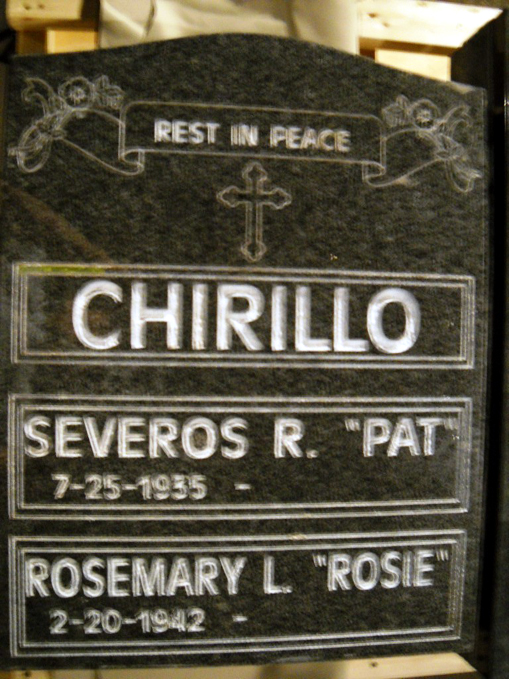 REST IN PEACE
CHIRILLO
SEVEROS R. "PAT"
7-25-1935 -
ROSEMARY L. "ROSIE"
2-20-1942 -